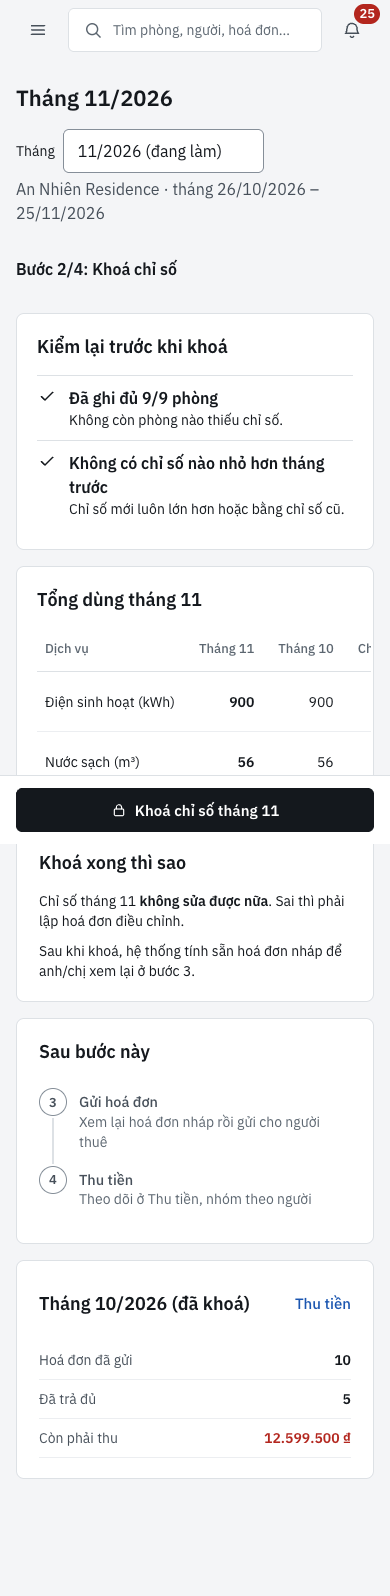 Tìm phòng, người, hoá đơn...
25
Tháng 11/2026
Tháng
11/2026 (đang làm)
An Nhiên Residence · tháng 26/10/2026 –
25/11/2026
Bước 2/4: Khoá chỉ số
Kiểm lại trước khi khoá
Đã ghi đủ 9/9 phòng
Không còn phòng nào thiếu chỉ số.
Không có chỉ số nào nhỏ hơn tháng
trước
Chỉ số mới luôn lớn hơn hoặc bằng chỉ số cũ.
Tổng dùng tháng 11
Dịch vụ Tháng 11 Tháng 10 Ch
Điện sinh hoạt (kWh) 900 900
Nước sạch (m³) 56 56
Khoá chỉ số tháng 11
Khoá xong thì sao
Chỉ số tháng 11 không sửa được nữa. Sai thì phải
lập hoá đơn điều chỉnh.
Sau khi khoá, hệ thống tính sẵn hoá đơn nháp để
anh/chị xem lại ở bước 3.
Sau bước này
3 Gửi hoá đơn
Xem lại hoá đơn nháp rồi gửi cho người
thuê
4 Thu tiền
Theo dõi ở Thu tiền, nhóm theo người
Tháng 10/2026 (đã khoá) Thu tiền
Hoá đơn đã gửi 10
Đã trả đủ 5
Còn phải thu 12.599.500 ₫